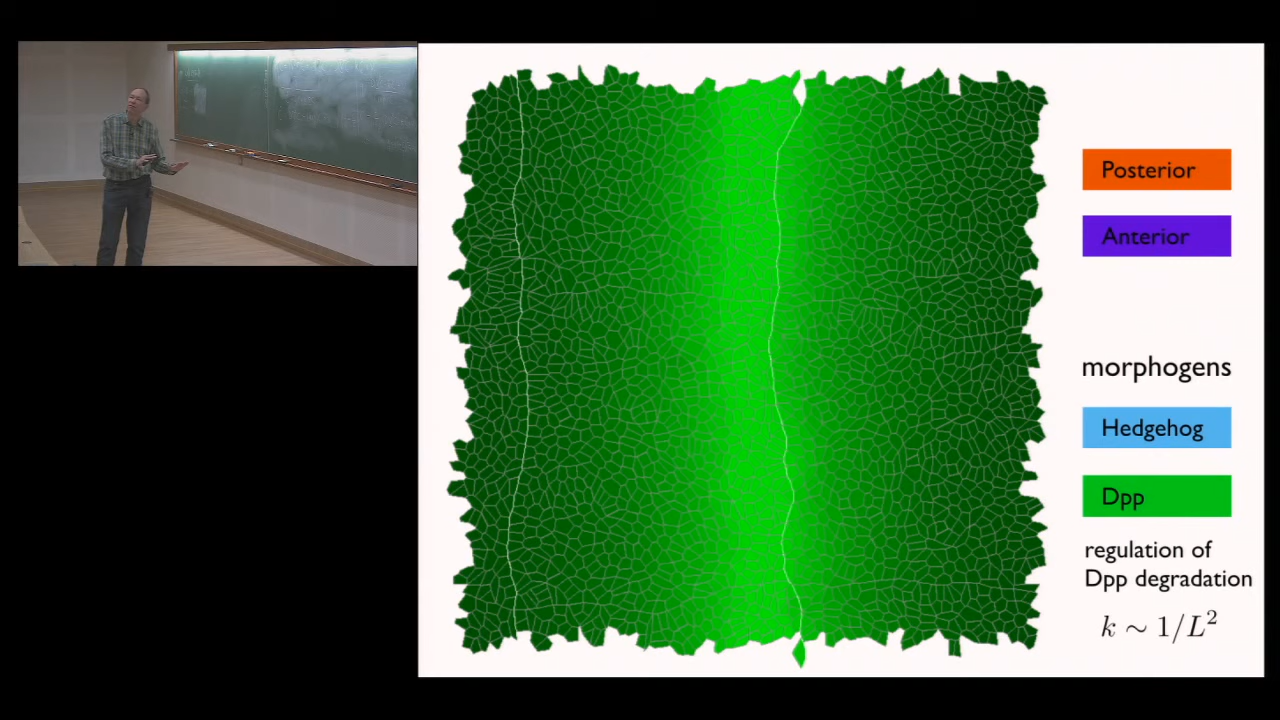 Posterior
Anterior
morphogens
Hedgehog
Dpp
regulation of
Dpp degradation
k ∼ 1/L²